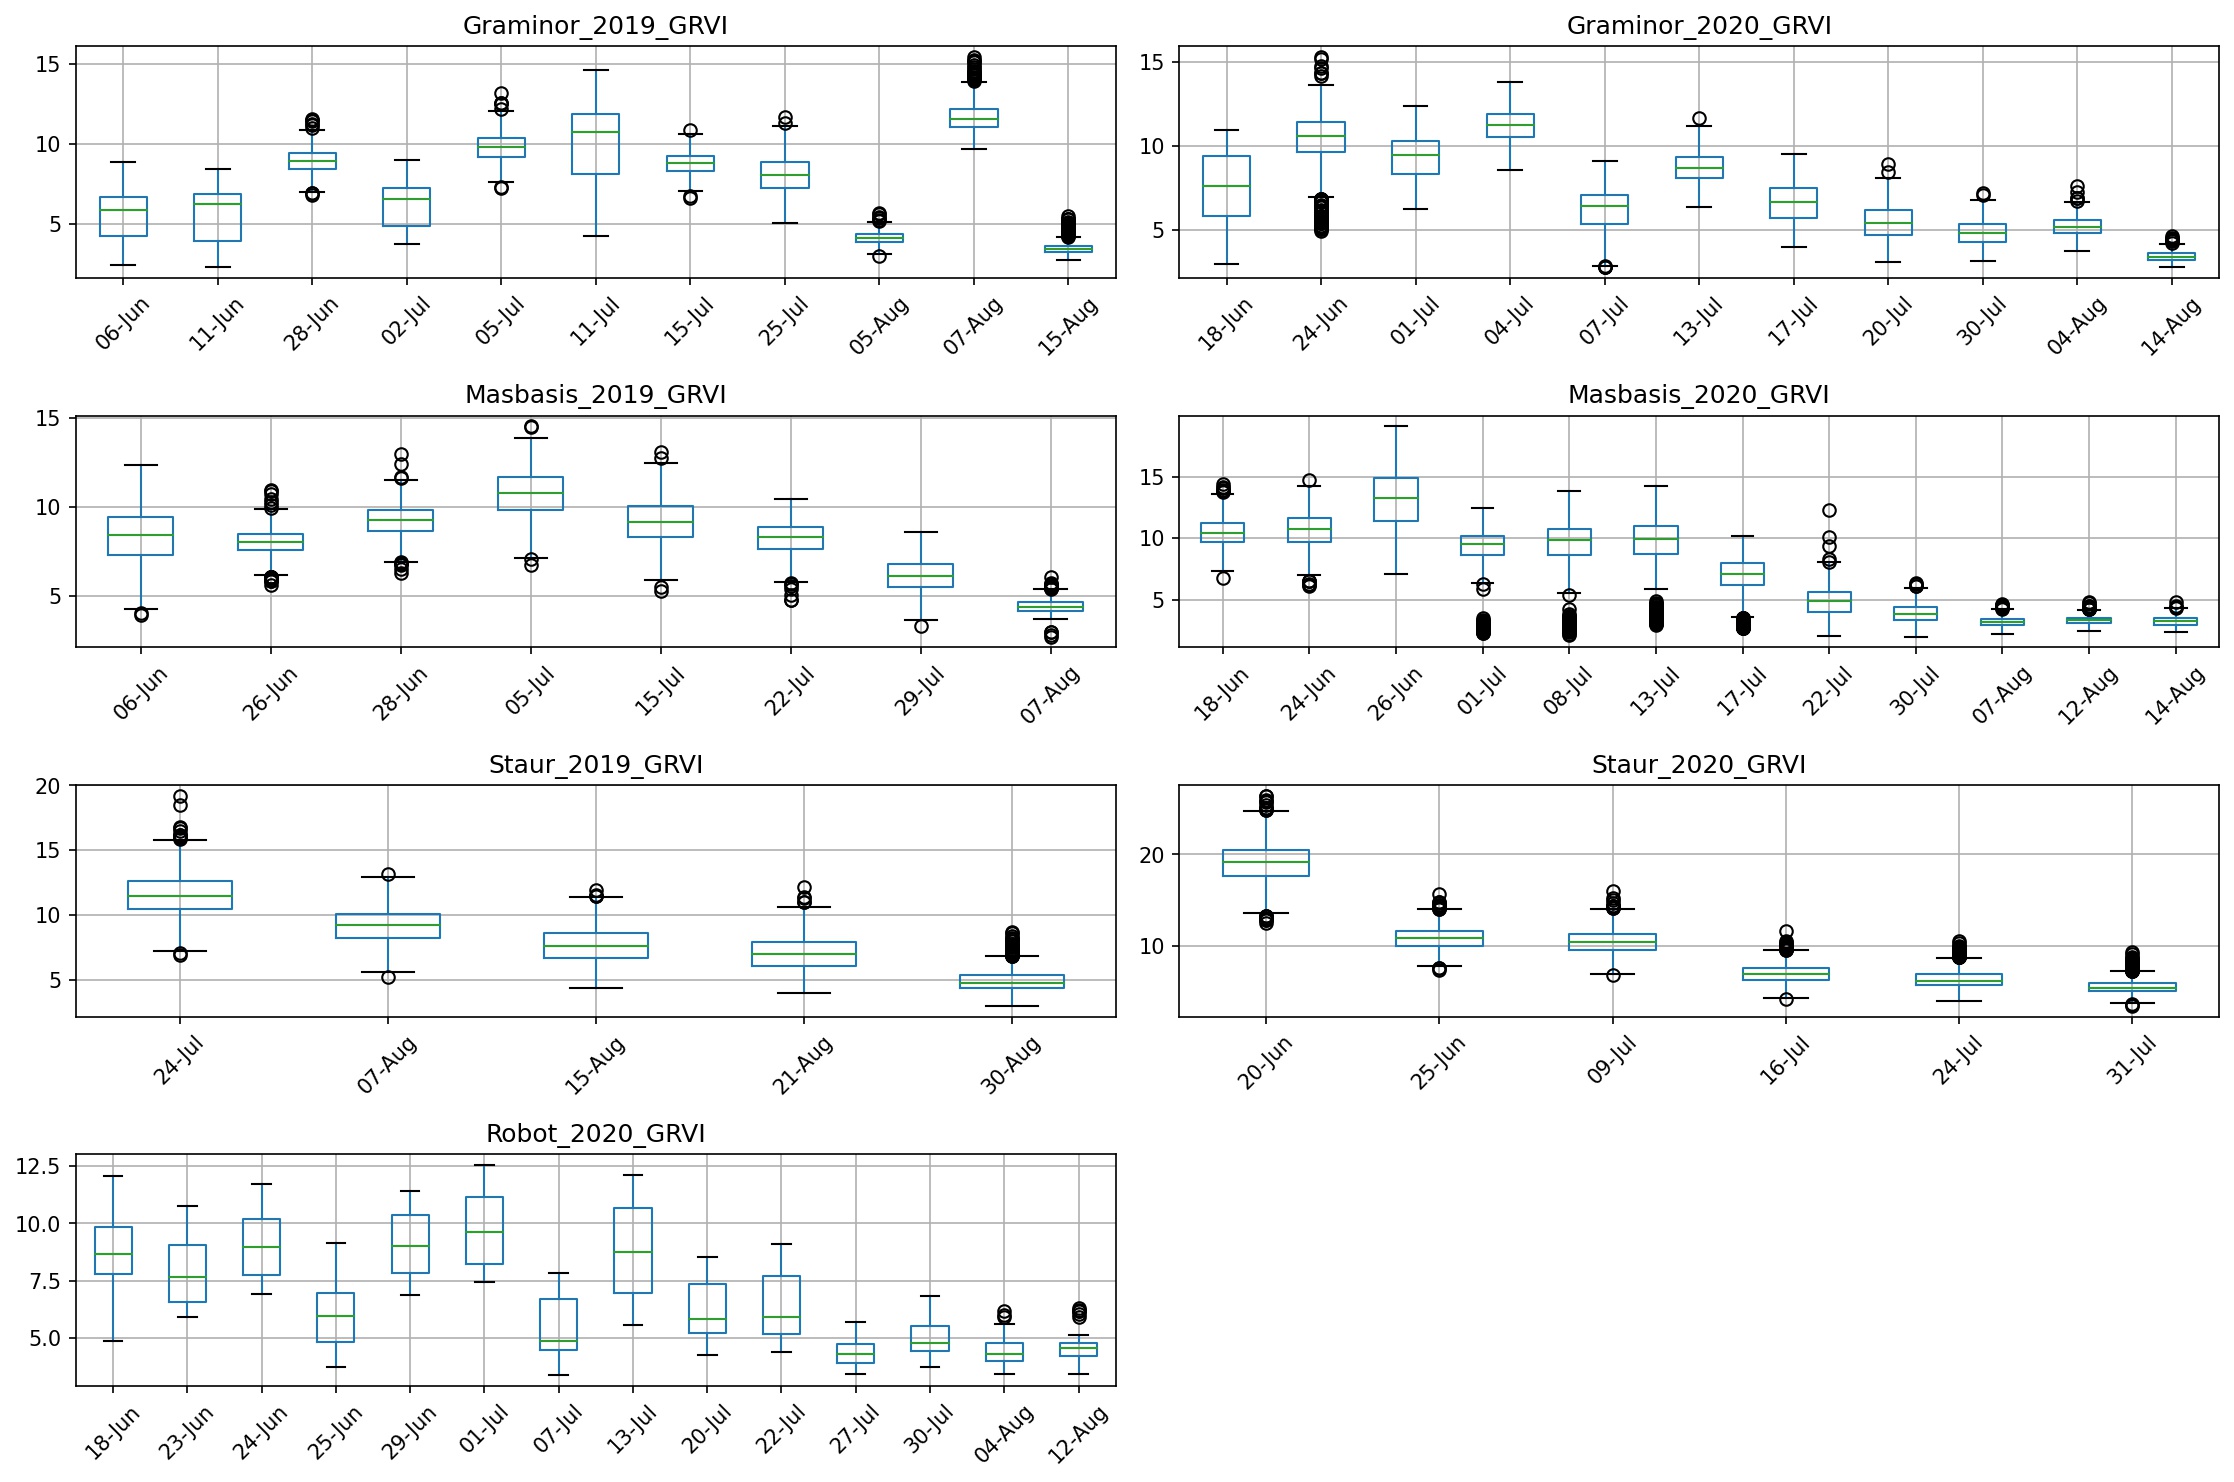 Graminor_2019_GRVI
15
10
5
06-Jun 11-Jun 28-Jun 02-Jul 05-Jul 11-Jul 15-Jul 25-Jul 05-Aug 07-Aug 15-Aug
Graminor_2020_GRVI
15
10
5
18-Jun 24-Jun 01-Jul 04-Jul 07-Jul 13-Jul 17-Jul 20-Jul 30-Jul 04-Aug 14-Aug
Masbasis_2019_GRVI
15
10
5
06-Jun 26-Jun 28-Jun 05-Jul 15-Jul 22-Jul 29-Jul 07-Aug
Masbasis_2020_GRVI
15
10
5
18-Jun 24-Jun 26-Jun 01-Jul 08-Jul 13-Jul 17-Jul 22-Jul 30-Jul 07-Aug 12-Aug 14-Aug
Staur_2019_GRVI
20
15
10
5
24-Jul 07-Aug 15-Aug 21-Aug 30-Aug
Staur_2020_GRVI
20
10
20-Jun 25-Jun 09-Jul 16-Jul 24-Jul 31-Jul
Robot_2020_GRVI
12.5
10.0
7.5
5.0
18-Jun 23-Jun 24-Jun 25-Jun 29-Jun 01-Jul 07-Jul 13-Jul 20-Jul 22-Jul 27-Jul 30-Jul 04-Aug 12-Aug